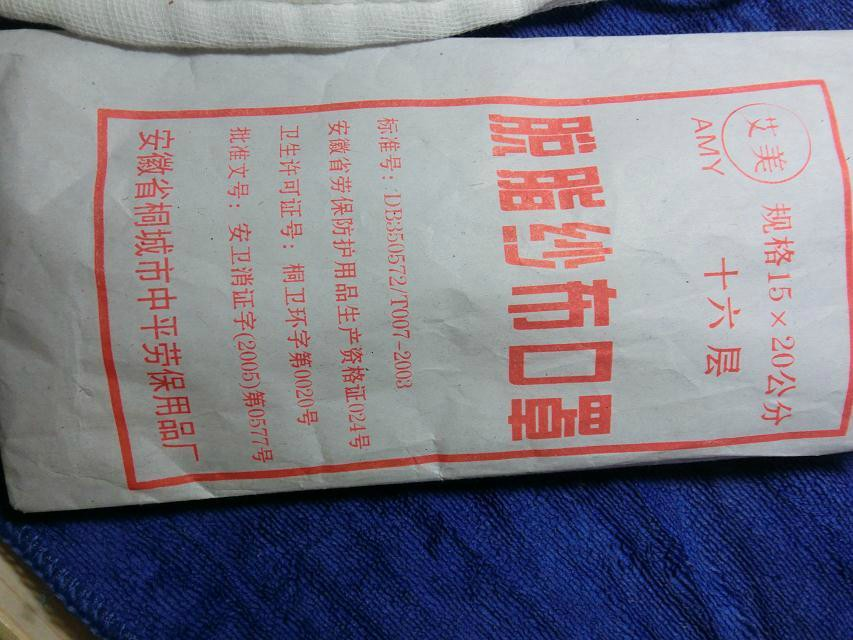 艾美
AMY
规格15×20公分
十六层
脱脂纱布口罩
标准号：DB350572/T007-2003
安徽省劳保防护用品生产资格证024号
卫生许可证号：桐卫环字第0020号
批准文号：安卫消证字(2005)第0577号
安徽省桐城市中平劳保用品厂